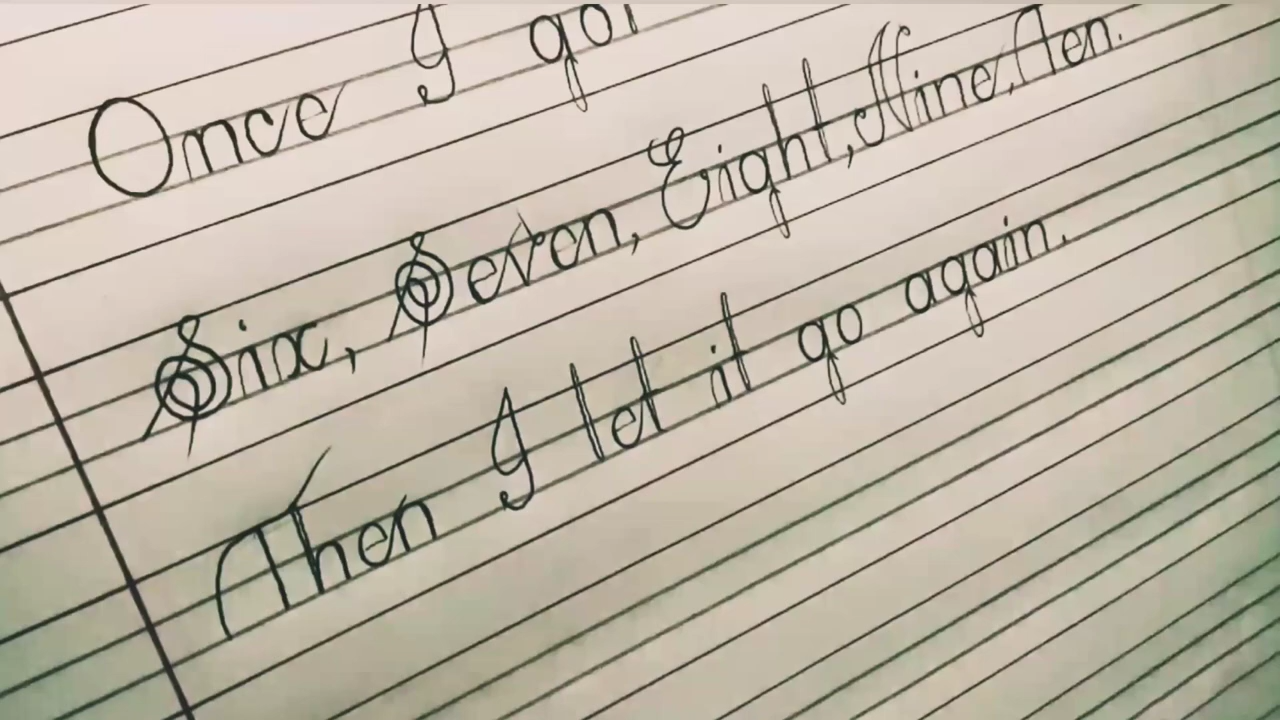 Once I
Six, Seven, Eight, Nine, Ten.
Then I let it go again.